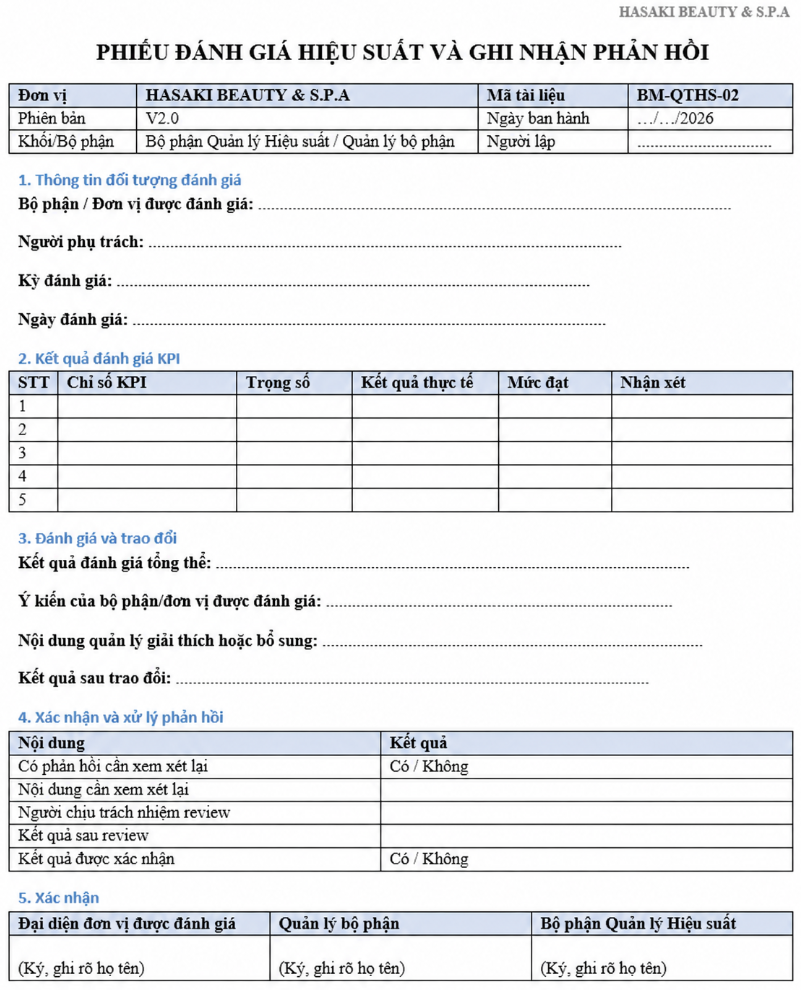 HASAKI BEAUTY & S.P.A
PHIẾU ĐÁNH GIÁ HIỆU SUẤT VÀ GHI NHẬN PHẢN HỒI
Đơn vị HASAKI BEAUTY & S.P.A Mã tài liệu BM-QTHS-02
Phiên bản V2.0 Ngày ban hành …/…/2026
Khối/Bộ phận Bộ phận Quản lý Hiệu suất / Quản lý bộ phận Người lập ..............................
1. Thông tin đối tượng đánh giá
Bộ phận / Đơn vị được đánh giá: ..............................
Người phụ trách: ..............................
Kỳ đánh giá: ..............................
Ngày đánh giá: ..............................
2. Kết quả đánh giá KPI
STT Chỉ số KPI Trọng số Kết quả thực tế Mức đạt Nhận xét
1
2
3
4
5
3. Đánh giá và trao đổi
Kết quả đánh giá tổng thể: ..............................
Ý kiến của bộ phận/đơn vị được đánh giá: ..............................
Nội dung quản lý giải thích hoặc bổ sung: ..............................
Kết quả sau trao đổi: ..............................
4. Xác nhận và xử lý phản hồi
Nội dung Kết quả
Có phản hồi cần xem xét lại Có / Không
Nội dung cần xem xét lại
Người chịu trách nhiệm review
Kết quả sau review
Kết quả được xác nhận Có / Không
5. Xác nhận
Đại diện đơn vị được đánh giá Quản lý bộ phận Bộ phận Quản lý Hiệu suất
(Ký, ghi rõ họ tên) (Ký, ghi rõ họ tên) (Ký, ghi rõ họ tên)